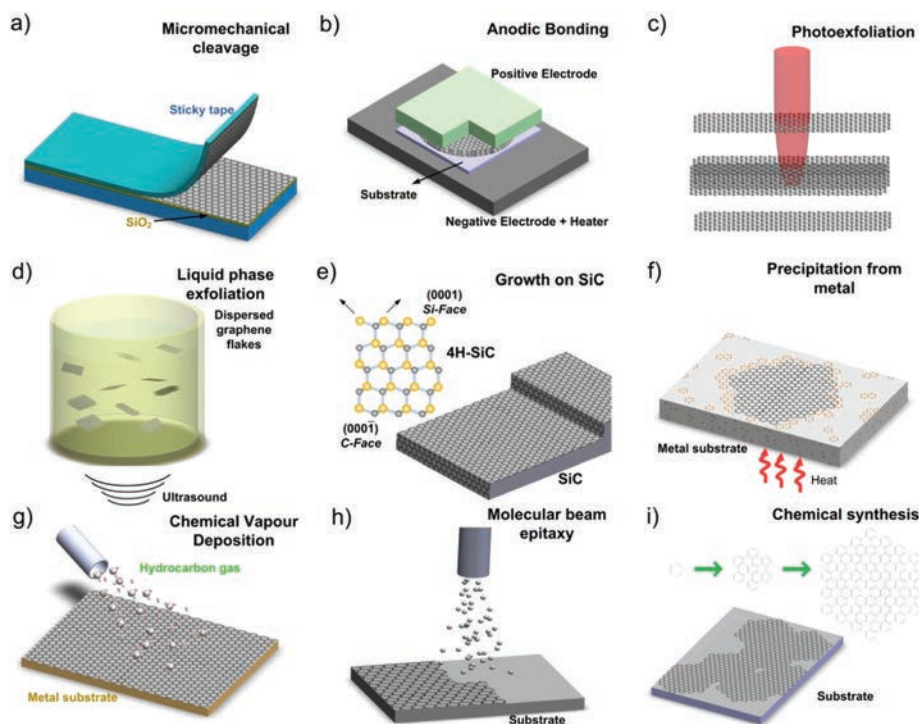 a)
Micromechanical
cleavage
Sticky tape
SiO₂
b)
Anodic Bonding
Positive Electrode
Substrate
Negative Electrode + Heater
c)
Photoexfoliation
d)
Liquid phase
exfoliation
Dispersed
graphene
flakes
Ultrasound
e)
Growth on SiC
(0001)
Si-Face
4H-SiC
(0001̅)
C-Face
SiC
f)
Precipitation from
metal
Metal substrate
Heat
g)
Chemical Vapour
Deposition
Hydrocarbon gas
Metal substrate
h)
Molecular beam
epitaxy
Substrate
i)
Chemical synthesis
Substrate